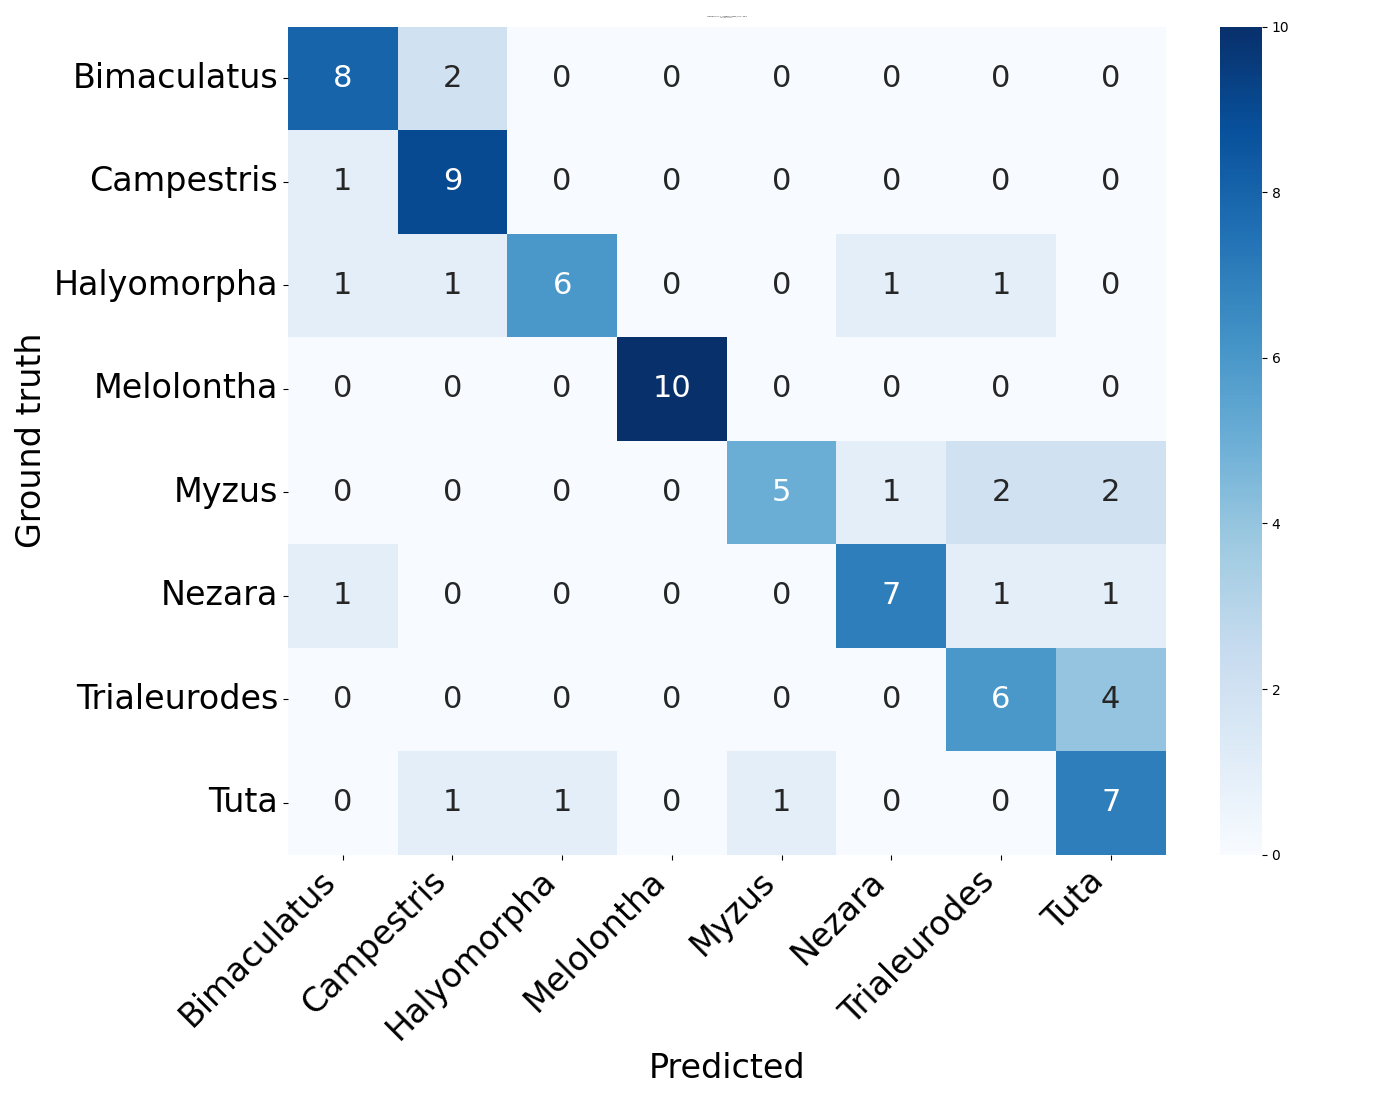 Bimaculatus 8 2 0 0 0 0 0 0
Campestris 1 9 0 0 0 0 0 0
Halyomorpha 1 1 6 0 0 1 1 0
Melolontha 0 0 0 10 0 0 0 0
Myzus 0 0 0 0 5 1 2 2
Nezara 1 0 0 0 0 7 1 1
Trialeurodes 0 0 0 0 0 0 6 4
Tuta 0 1 1 0 1 0 0 7
Ground truth
Bimaculatus Campestris Halyomorpha Melolontha Myzus Nezara Trialeurodes Tuta
Predicted
10
8
6
4
2
0